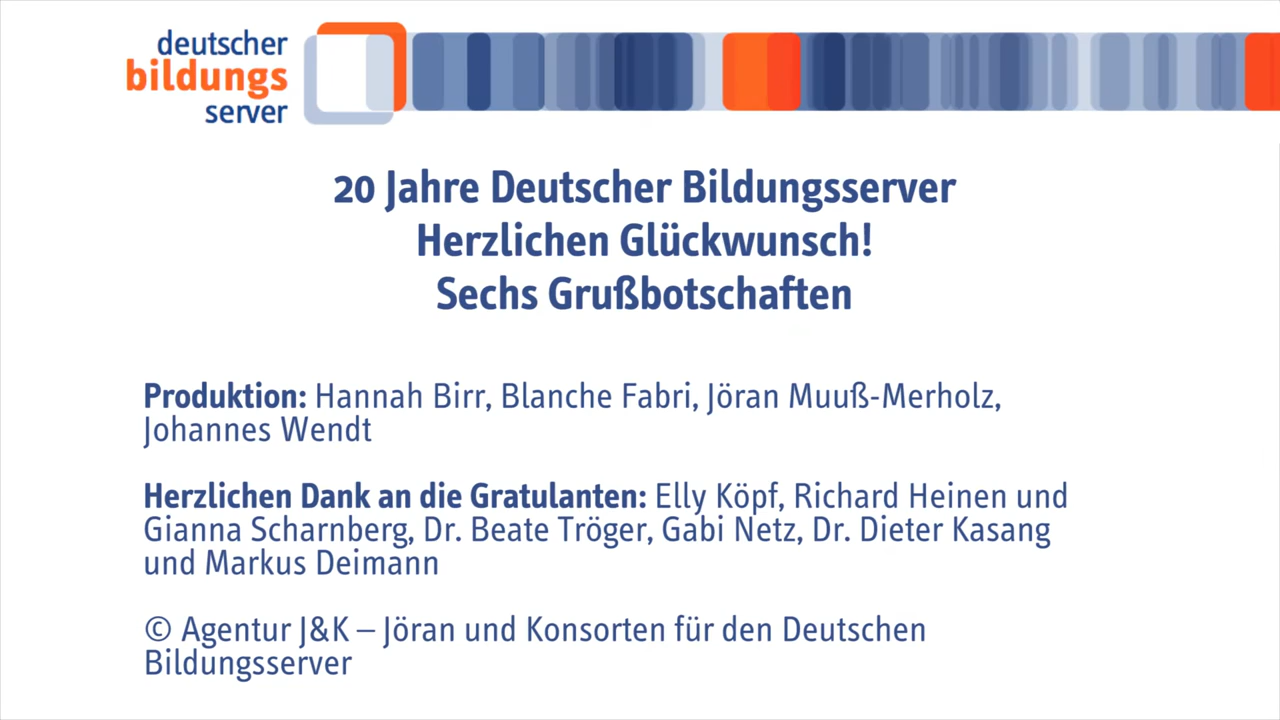 deutscher
bildungs
server
20 Jahre Deutscher Bildungsserver
Herzlichen Glückwunsch!
Sechs Grußbotschaften
Produktion: Hannah Birr, Blanche Fabri, Jöran Muuß-Merholz,
Johannes Wendt
Herzlichen Dank an die Gratulanten: Elly Köpf, Richard Heinen und
Gianna Scharnberg, Dr. Beate Tröger, Gabi Netz, Dr. Dieter Kasang
und Markus Deimann
© Agentur J&K – Jöran und Konsorten für den Deutschen
Bildungsserver